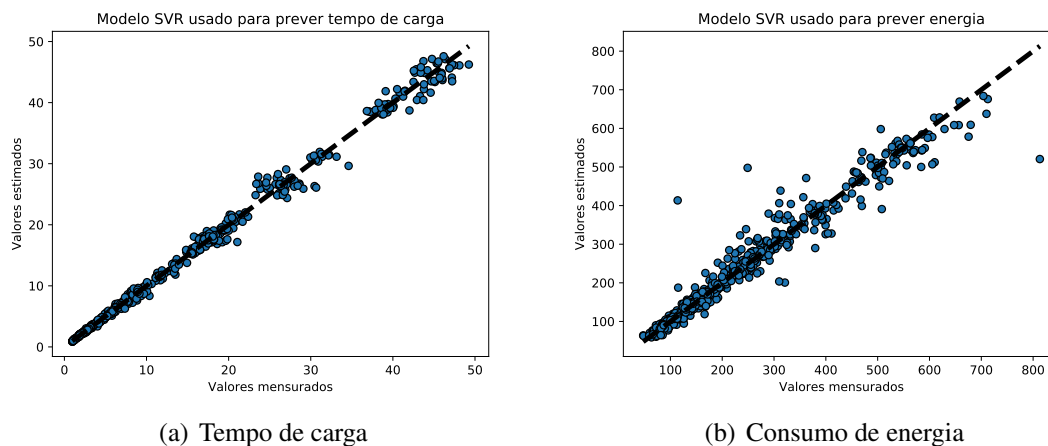 Modelo SVR usado para prever tempo de carga
50
40
30
20
10
0
Valores estimados
0 10 20 30 40 50
Valores mensurados
(a) Tempo de carga
Modelo SVR usado para prever energia
800
700
600
500
400
300
200
100
Valores estimados
100 200 300 400 500 600 700 800
Valores mensurados
(b) Consumo de energia